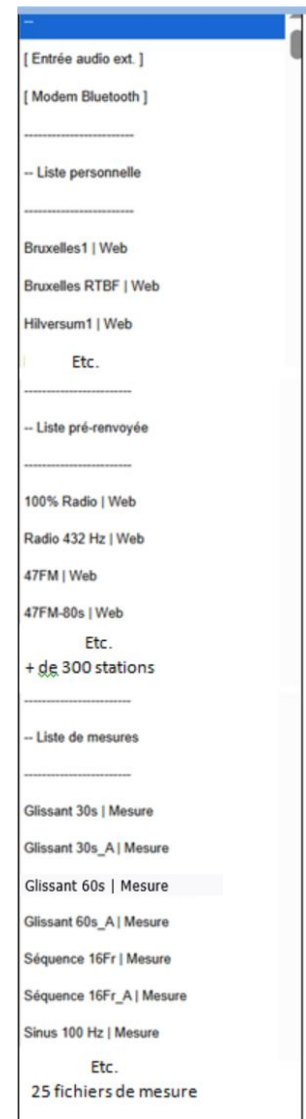 --
[ Entrée audio ext. ]
[ Modem Bluetooth ]
------------------------
-- Liste personnelle
------------------------
Bruxelles1 | Web
Bruxelles RTBF | Web
Hilversum1 | Web
Etc.
------------------------
-- Liste pré-renvoyée
------------------------
100% Radio | Web
Radio 432 Hz | Web
47FM | Web
47FM-80s | Web
Etc.
+ de 300 stations
------------------------
-- Liste de mesures
------------------------
Glissant 30s | Mesure
Glissant 30s_A | Mesure
Glissant 60s | Mesure
Glissant 60s_A | Mesure
Séquence 16Fr | Mesure
Séquence 16Fr_A | Mesure
Sinus 100 Hz | Mesure
Etc.
25 fichiers de mesure